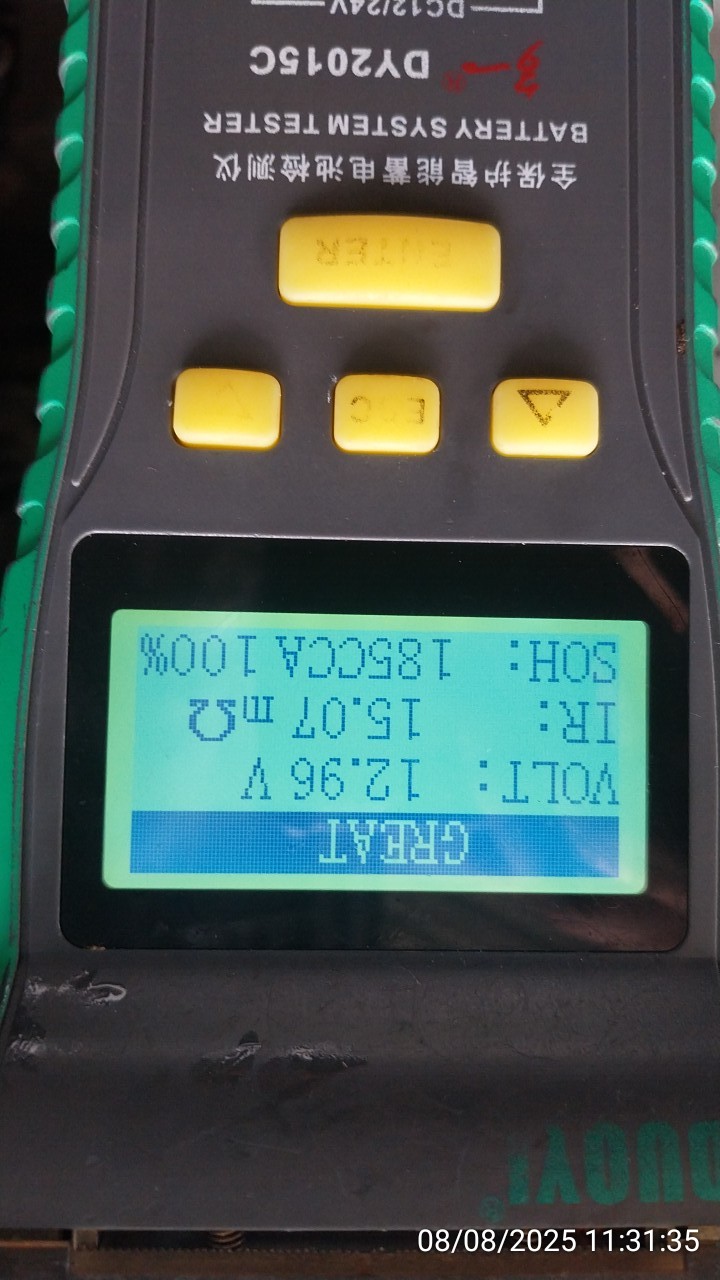 DUOYI®
GREAT
VOLT: 12.96 V
IR: 15.07 mΩ
SOH: 185CCA 100%
ETC
ENTER
全保护智能蓄电池检测仪
BATTERY SYSTEM TESTER
DY2015C
DC12/24V
08/08/2025 11:31:35